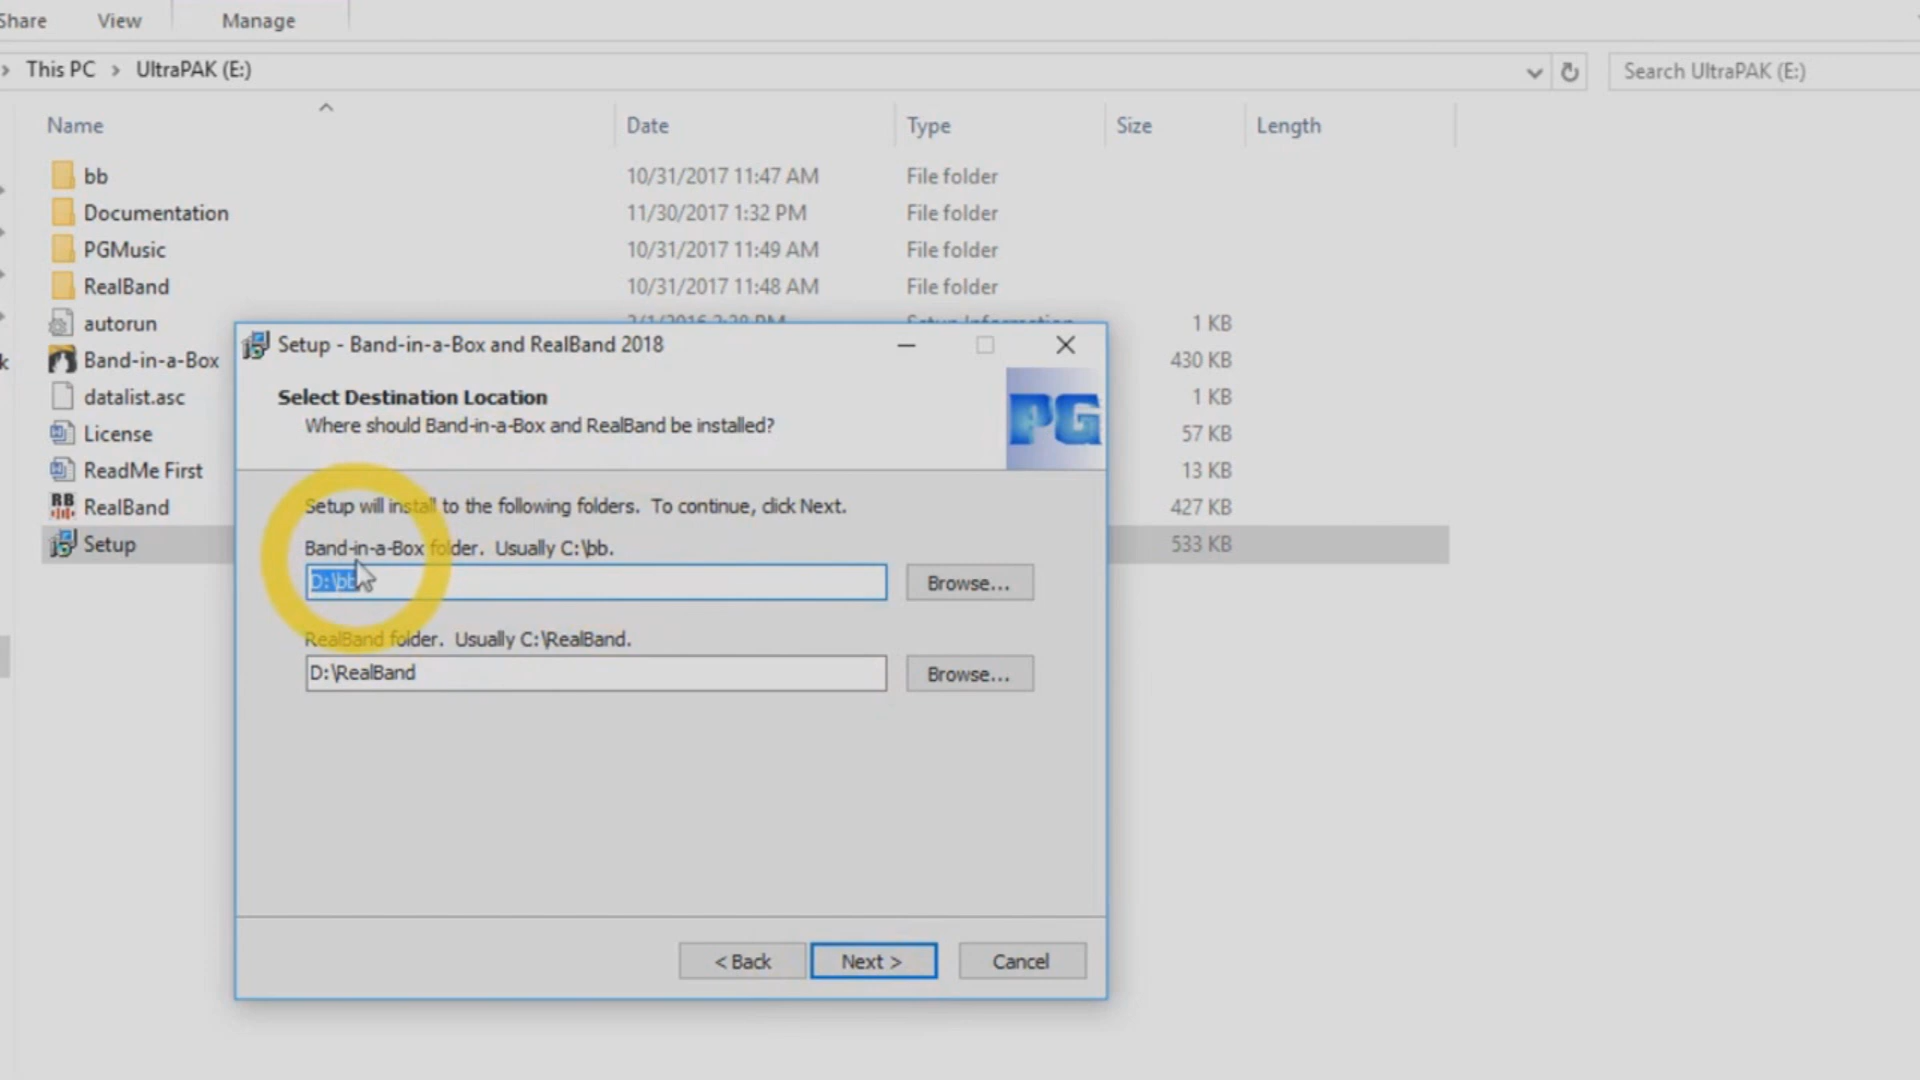 Share View Manage
This PC > UltraPAK (E:) Search UltraPAK (E:)
Name Date Type Size Length
bb 10/31/2017 11:47 AM File folder
Documentation 11/30/2017 1:32 PM File folder
PGMusic 10/31/2017 11:49 AM File folder
RealBand 10/31/2017 11:48 AM File folder
autorun 1 KB
Band-in-a-Box 430 KB
datalist.asc 1 KB
License 57 KB
ReadMe First 13 KB
RealBand 427 KB
Setup 533 KB
Setup - Band-in-a-Box and RealBand 2018
Select Destination Location
Where should Band-in-a-Box and RealBand be installed?
PG
Setup will install to the following folders. To continue, click Next.
Band-in-a-Box folder. Usually C:\bb.
D:\bb Browse...
RealBand folder. Usually C:\RealBand.
D:\RealBand Browse...
< Back Next > Cancel